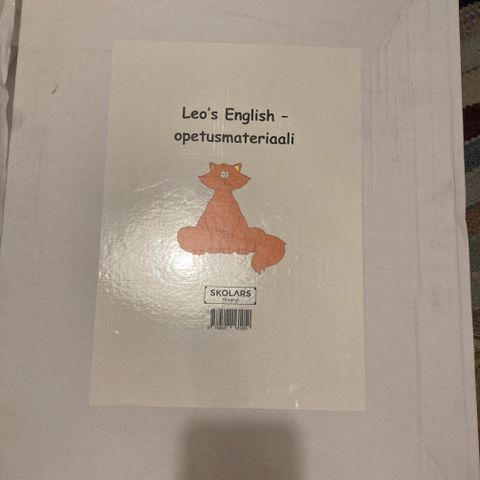 Leo's English –
opetusmateriaali
SKOLARS
Finland